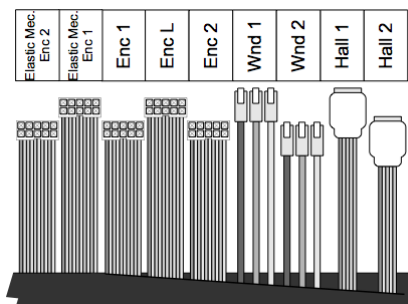 Elastic Mec.
Enc 2
Elastic Mec.
Enc 1
Enc 1
Enc L
Enc 2
Wnd 1
Wnd 2
Hall 1
Hall 2